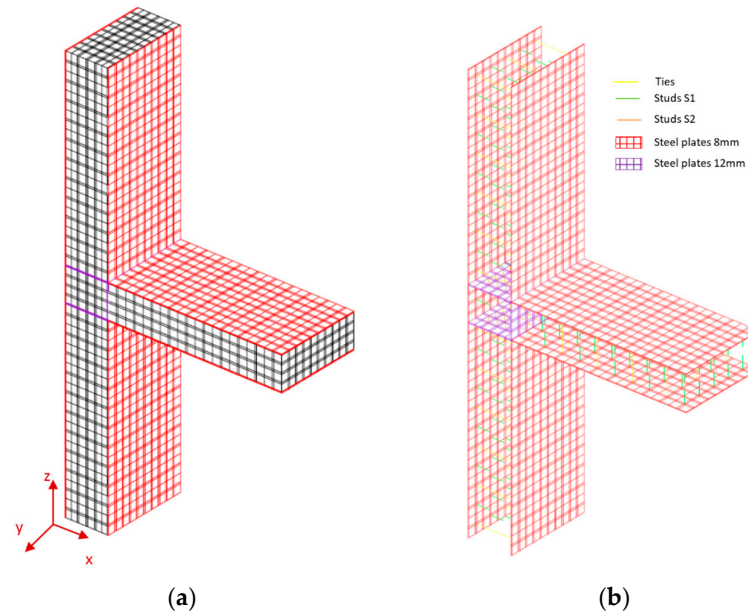 Ties
Studs S1
Studs S2
Steel plates 8mm
Steel plates 12mm
z
y
x
(a)
(b)